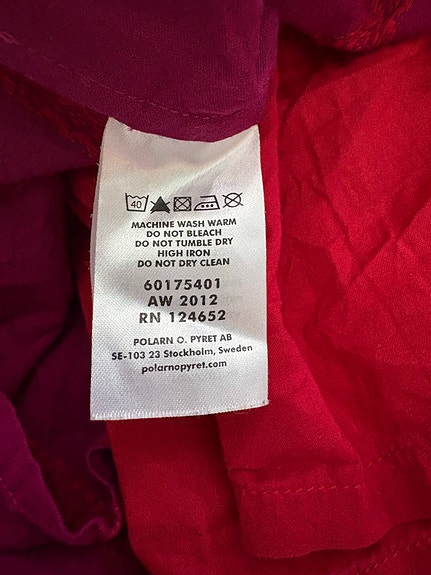 40
MACHINE WASH WARM
DO NOT BLEACH
DO NOT TUMBLE DRY
HIGH IRON
DO NOT DRY CLEAN
60175401
AW 2012
RN 124652
POLARN O. PYRET AB
SE-103 23 Stockholm, Sweden
polarnopyret.com